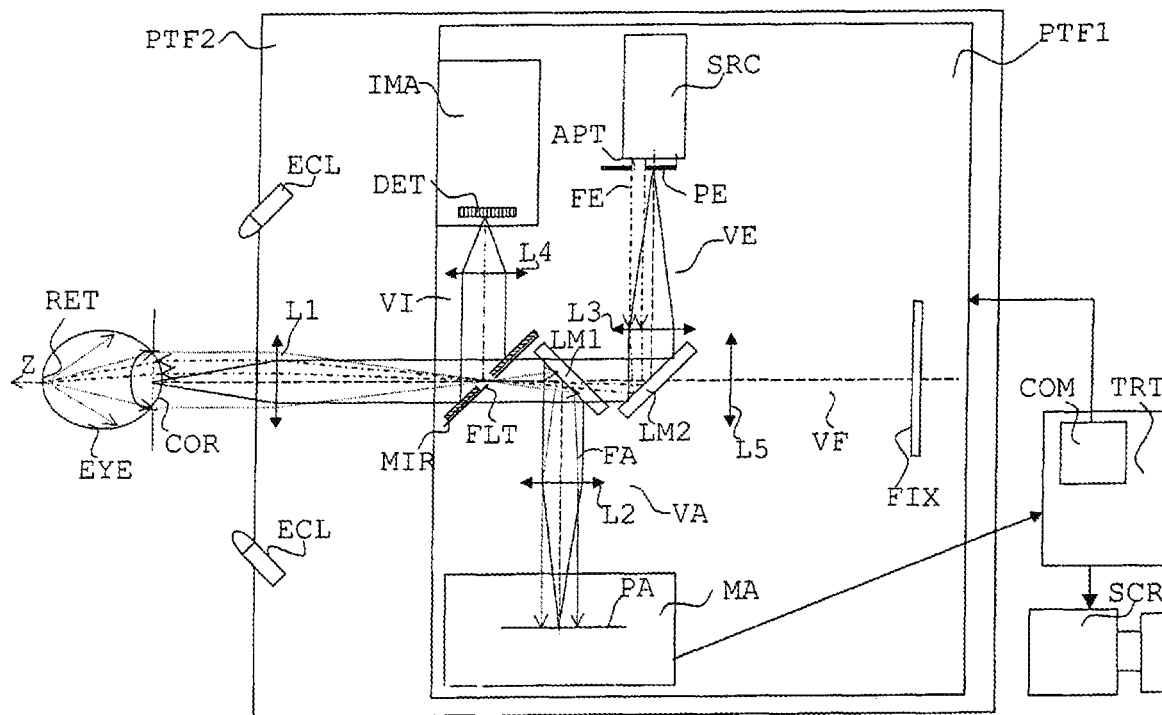 PTF2
PTF1
SRC
IMA
APT
ECL
DET
FE
PE
VE
L4
VI
RET
L1
L3
LM1
Z
COM
TRT
COR
FLT
LM2
VF
EYE
MIR
FA
L5
FIX
L2
VA
ECL
PA
MA
SCR